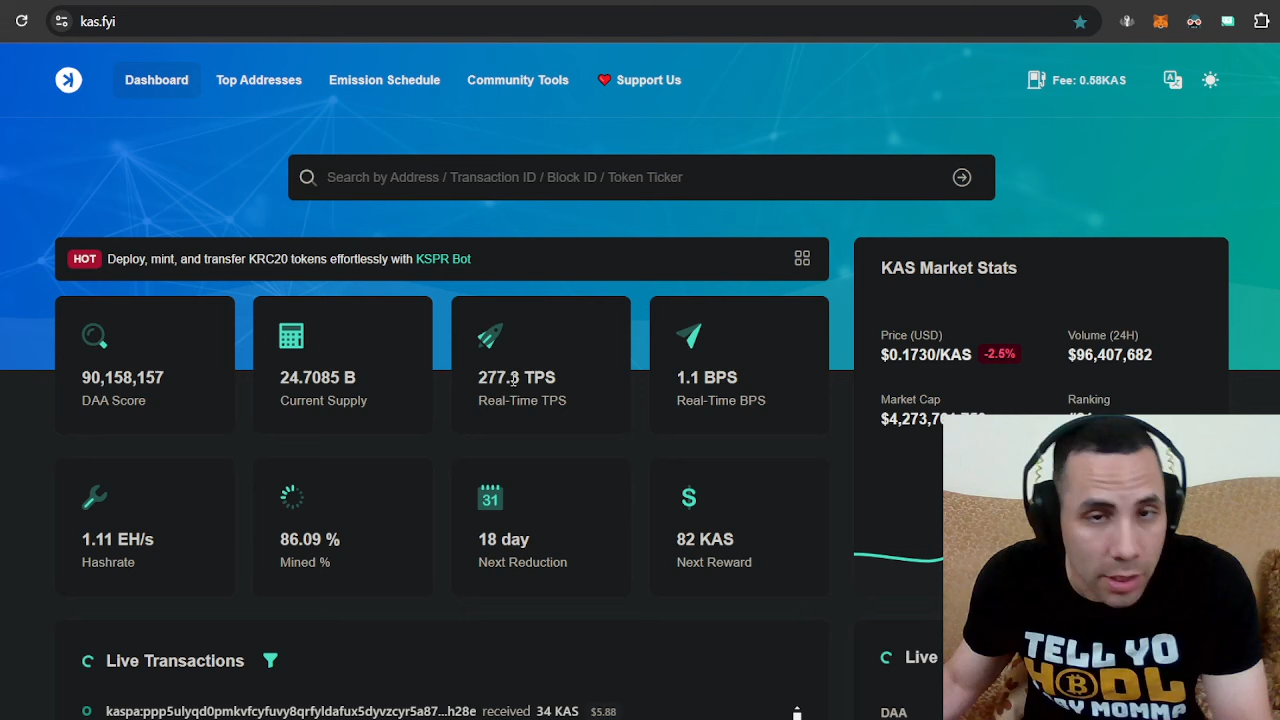 kas.fyi
Dashboard Top Addresses Emission Schedule Community Tools Support Us Fee: 0.58KAS
Search by Address / Transaction ID / Block ID / Token Ticker
HOT Deploy, mint, and transfer KRC20 tokens effortlessly with KSPR Bot
KAS Market Stats
90,158,157
DAA Score
24.7085 B
Current Supply
277.3 TPS
Real-Time TPS
1.1 BPS
Real-Time BPS
Price (USD)
$0.1730/KAS -2.5%
Volume (24H)
$96,407,682
Market Cap
Ranking
1.11 EH/s
Hashrate
86.09 %
Mined %
31
18 day
Next Reduction
$
82 KAS
Next Reward
Live Transactions
Live
kaspa:ppp5ulyqd0pmkvfcyfuvy8qrfyldafux5dyvzcyr5a87...h28e received 34 KAS $5.88
DAA
TELL YO
HODL
MOMMA